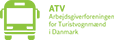 ATV
Arbejdsgiverforeningen
for Turistvognmænd
i Danmark